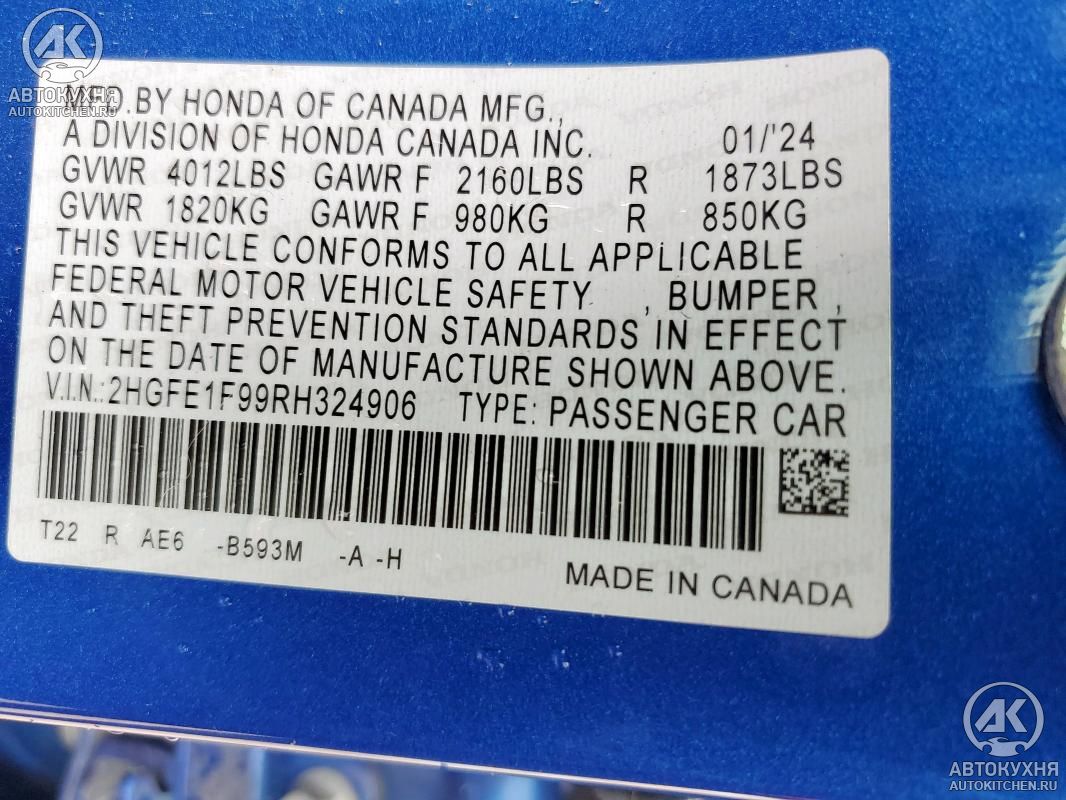 AK
АВТОКУХНЯ
AUTOKITCHEN.RU
MFD.BY HONDA OF CANADA MFG.,
A DIVISION OF HONDA CANADA INC. 01/'24
GVWR 4012LBS GAWR F 2160LBS R 1873LBS
GVWR 1820KG GAWR F 980KG R 850KG
THIS VEHICLE CONFORMS TO ALL APPLICABLE
FEDERAL MOTOR VEHICLE SAFETY , BUMPER ,
AND THEFT PREVENTION STANDARDS IN EFFECT
ON THE DATE OF MANUFACTURE SHOWN ABOVE.
V.I.N.:2HGFE1F99RH324906 TYPE: PASSENGER CAR
T22 R AE6 -B593M -A -H
MADE IN CANADA
AK
АВТОКУХНЯ
AUTOKITCHEN.RU